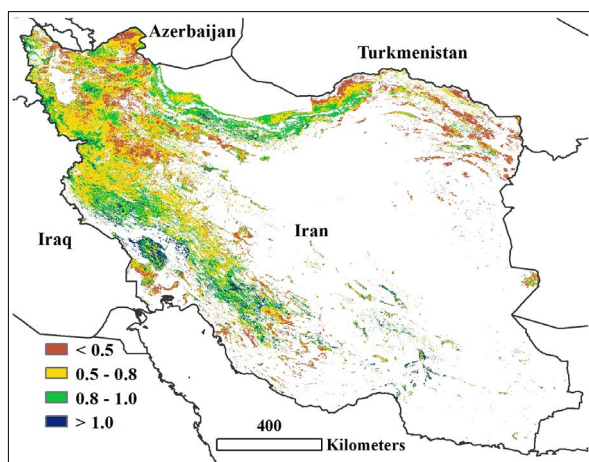 Azerbaijan
Turkmenistan
Iraq
Iran
< 0.5
0.5 - 0.8
0.8 - 1.0
> 1.0
400
Kilometers